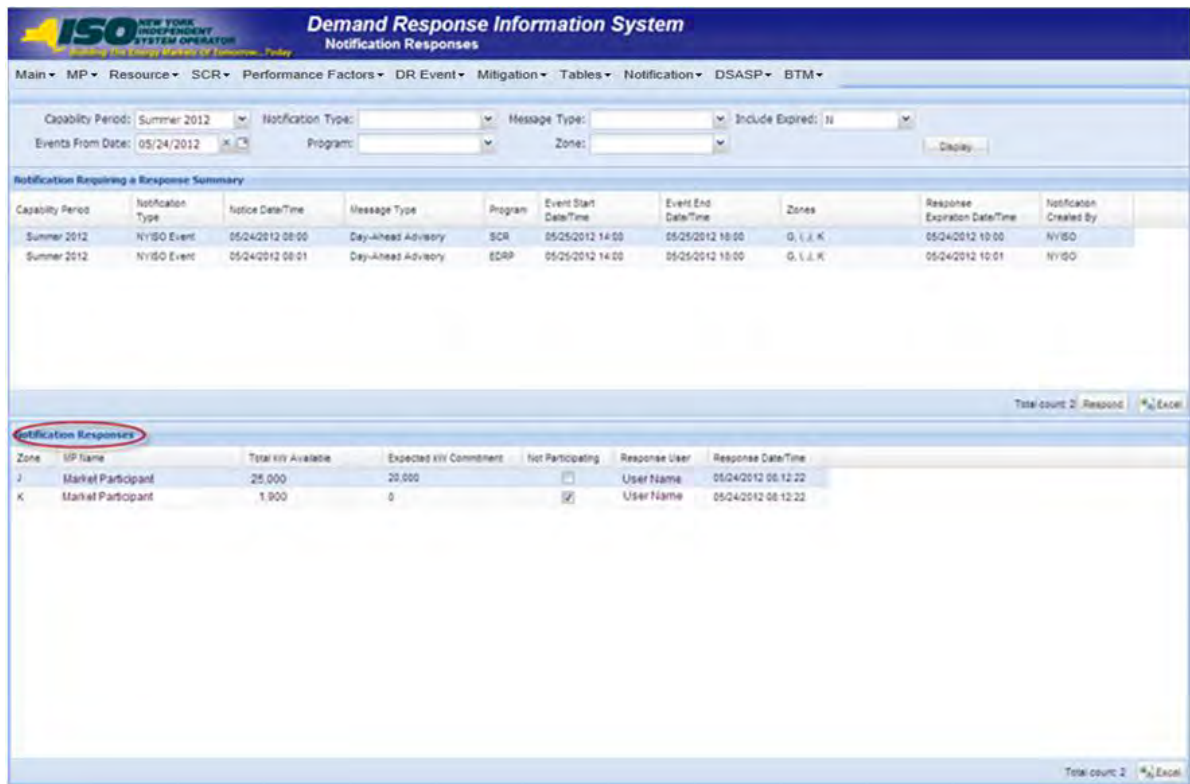 ISO NEW YORK INDEPENDENT SYSTEM OPERATOR
Building The Energy Markets Of Tomorrow...Today
Demand Response Information System
Notification Responses
Main MP Resource SCR Performance Factors DR Event Mitigation Tables Notification DSASP BTM
Capability Period: Summer 2012 Notification Type: Message Type: Include Expired: N
Events From Date: 05/24/2012 Program: Zone: Display
Notification Requiring a Response Summary
Capability Period Notification Type Notice Date/Time Message Type Program Event Start Date/Time Event End Date/Time Zones Response Expiration Date/Time Notification Created By
Summer 2012 NYISO Event 05/24/2012 08:00 Day-Ahead Advisory SCR 05/25/2012 14:00 05/25/2012 18:00 G, I, J, K 05/24/2012 10:00 NYISO
Summer 2012 NYISO Event 05/24/2012 08:01 Day-Ahead Advisory EDRP 05/25/2012 14:00 05/25/2012 18:00 G, I, J, K 05/24/2012 10:01 NYISO
Total count: 2 Respond Excel
Notification Responses
Zone MP Name Total kW Available Expected kW Commitment Not Participating Response User Response Date/Time
J Market Participant 25,000 20,000 User Name 05/24/2012 08:12:22
K Market Participant 1,900 0 User Name 05/24/2012 08:12:22
Total count: 2 Excel